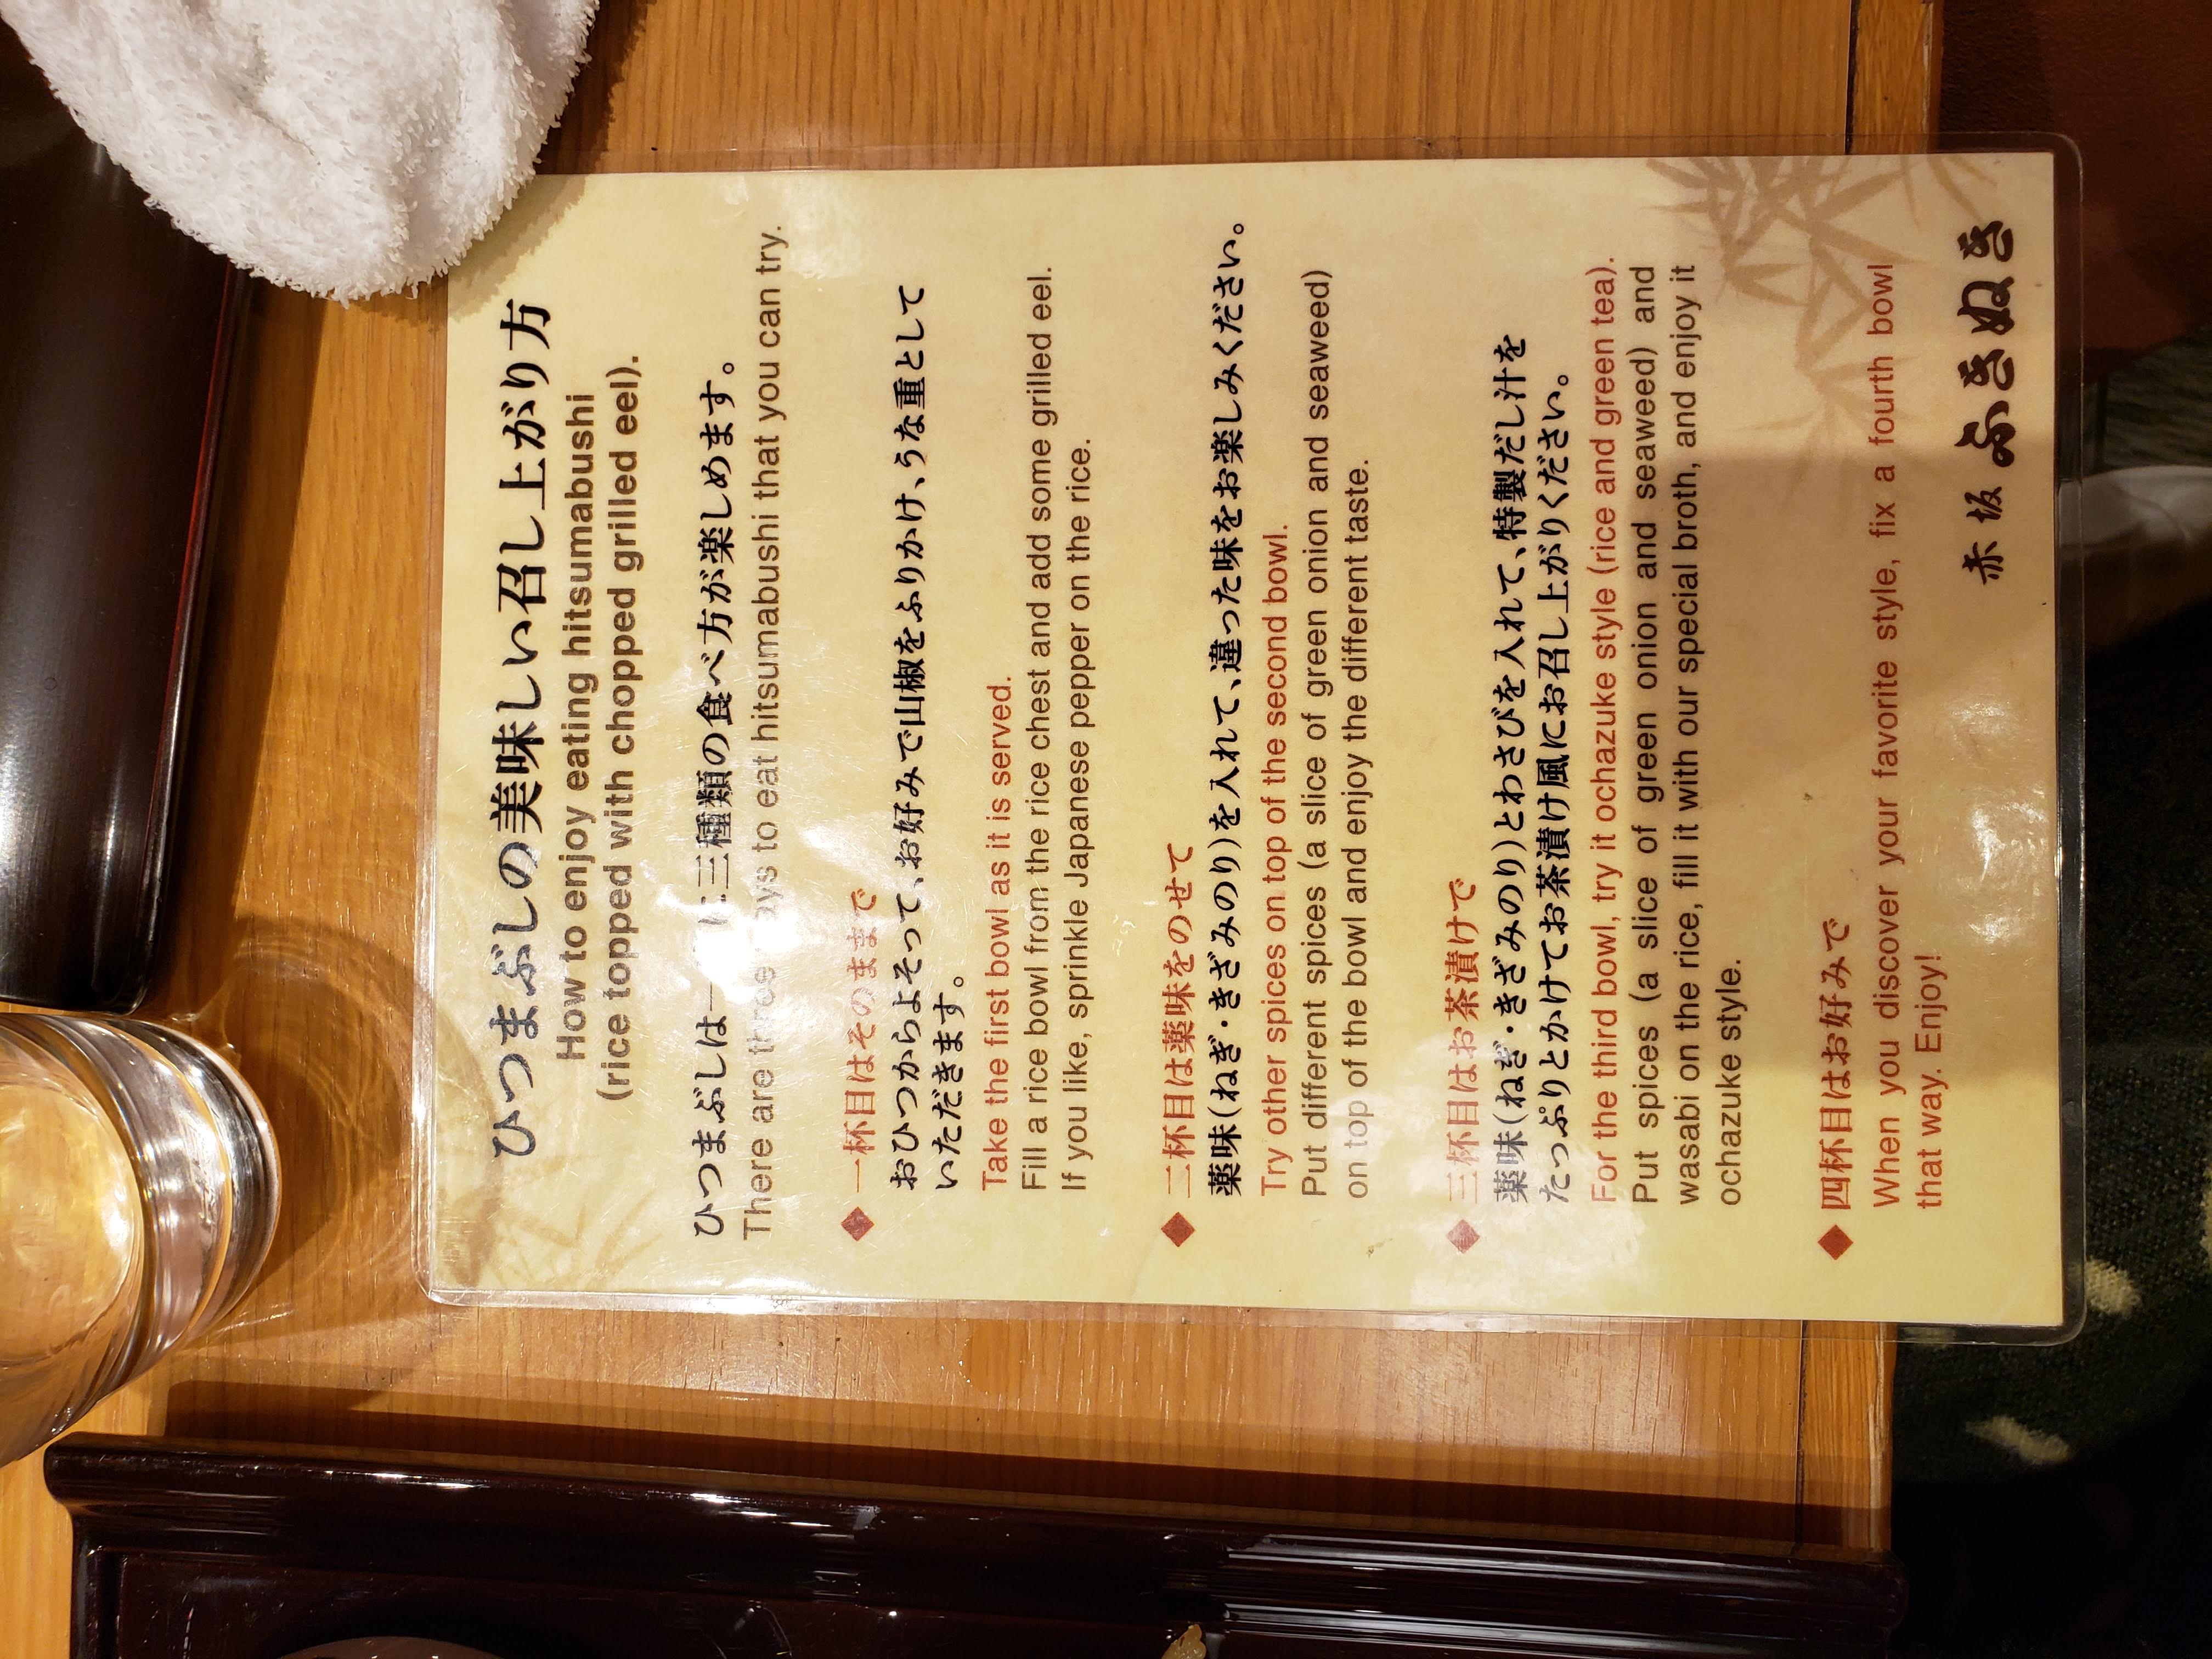 ひつまぶしの美味しい召し上がり方
How to enjoy eating hitsumabushi
(rice topped with chopped grilled eel).
ひつまぶしは一 に三種類の食べ方が楽しめます。
There are three ways to eat hitsumabushi that you can try.
◆ 一杯目はそのままで
おひつからよそって、お好みで山椒をふりかけ、うな重として
いただきます。
Take the first bowl as it is served.
Fill a rice bowl from the rice chest and add some grilled eel.
If you like, sprinkle Japanese pepper on the rice.
◆ 二杯目は薬味をのせて
薬味(ねぎ・きざみのり)を入れて、違った味をお楽しみください。
Try other spices on top of the second bowl.
Put different spices (a slice of green onion and seaweed)
on top of the bowl and enjoy the different taste.
◆ 三杯目はお茶漬けで
薬味(ねぎ・きざみのり)とわさびを入れて、特製だし汁を
たっぷりとかけてお茶漬け風にお召し上がりください。
For the third bowl, try it ochazuke style (rice and green tea).
Put spices (a slice of green onion and seaweed) and
wasabi on the rice, fill it with our special broth, and enjoy it
ochazuke style.
◆ 四杯目はお好みで
When you discover your favorite style, fix a fourth bowl
that way. Enjoy!
赤坂 ふきぬき